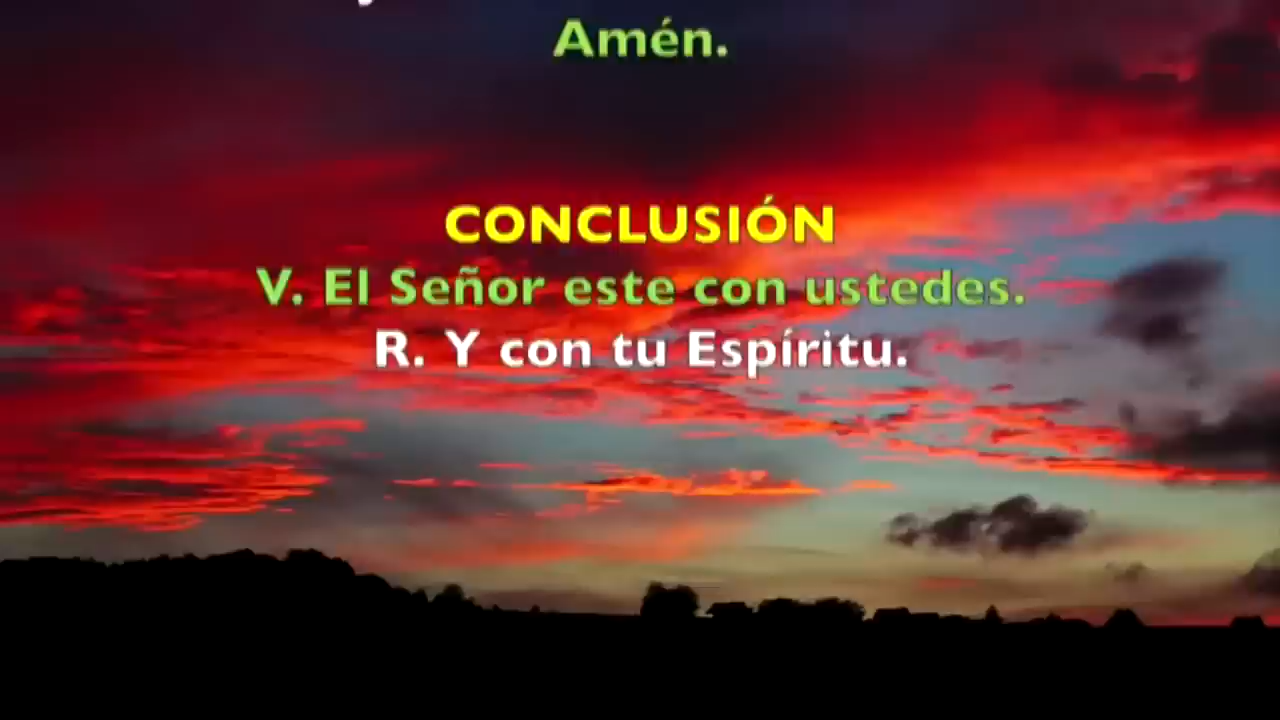 Amén.
CONCLUSIÓN
V. El Señor este con ustedes.
R. Y con tu Espíritu.